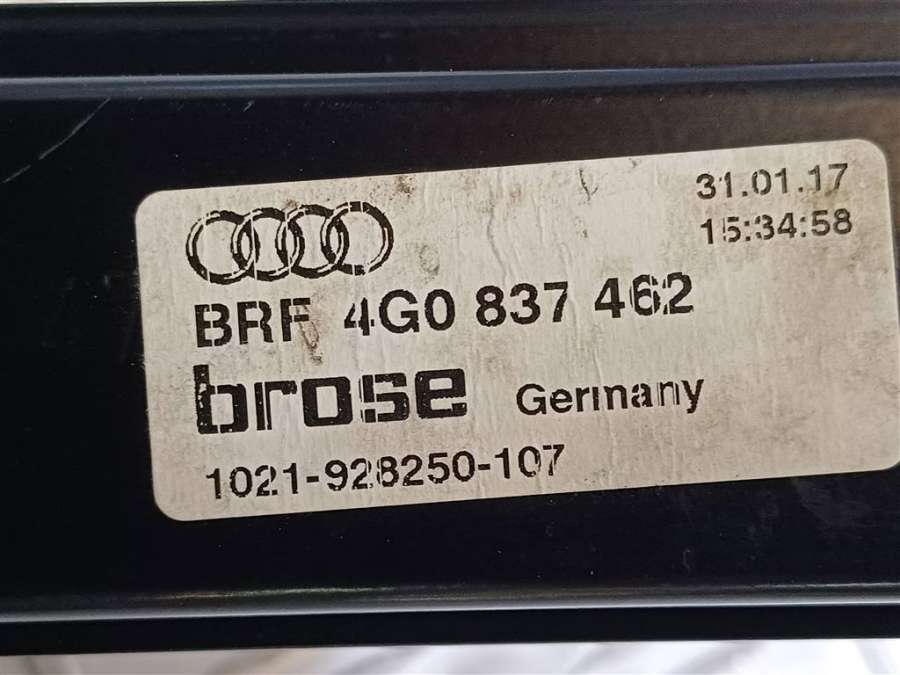 31.01.17
15:34:58
BRF 4G0 837 462
brose Germany
1021-928250-107